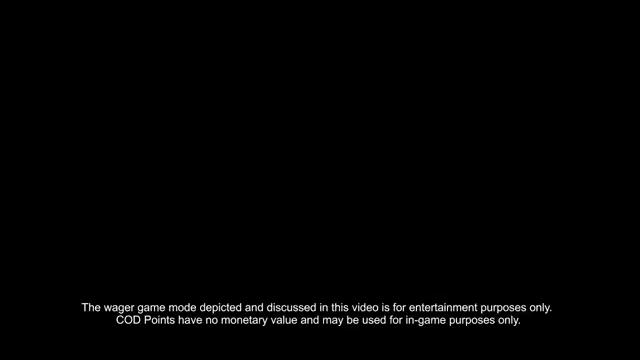 The wager game mode depicted and discussed in this video is for entertainment purposes only.
COD Points have no monetary value and may be used for in-game purposes only.